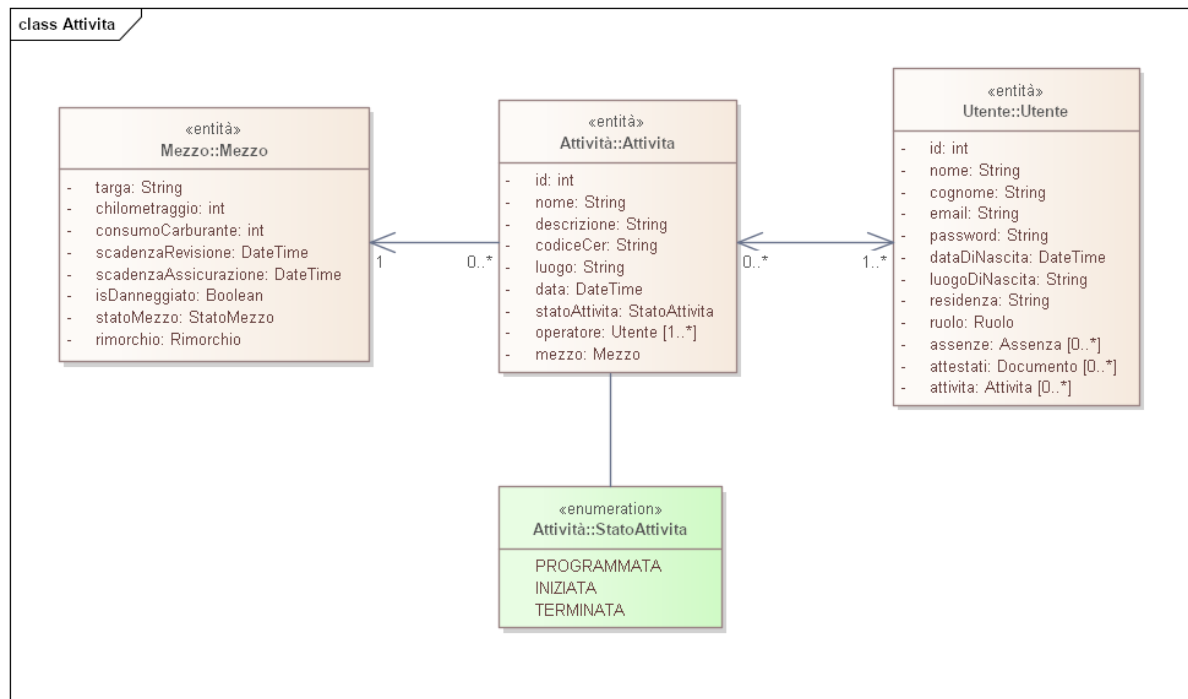 class Attivita
«entità»
Mezzo::Mezzo
- targa: String
- chilometraggio: int
- consumoCarburante: int
- scadenzaRevisione: DateTime
- scadenzaAssicurazione: DateTime
- isDanneggiato: Boolean
- statoMezzo: StatoMezzo
- rimorchio: Rimorchio
1
0..*
«entità»
Attività::Attivita
- id: int
- nome: String
- descrizione: String
- codiceCer: String
- luogo: String
- data: DateTime
- statoAttivita: StatoAttivita
- operatore: Utente [1..*]
- mezzo: Mezzo
0..*
1..*
«entità»
Utente::Utente
- id: int
- nome: String
- cognome: String
- email: String
- password: String
- dataDiNascita: DateTime
- luogoDiNascita: String
- residenza: String
- ruolo: Ruolo
- assenze: Assenza [0..*]
- attestati: Documento [0..*]
- attivita: Attivita [0..*]
«enumeration»
Attività::StatoAttivita
PROGRAMMATA
INIZIATA
TERMINATA